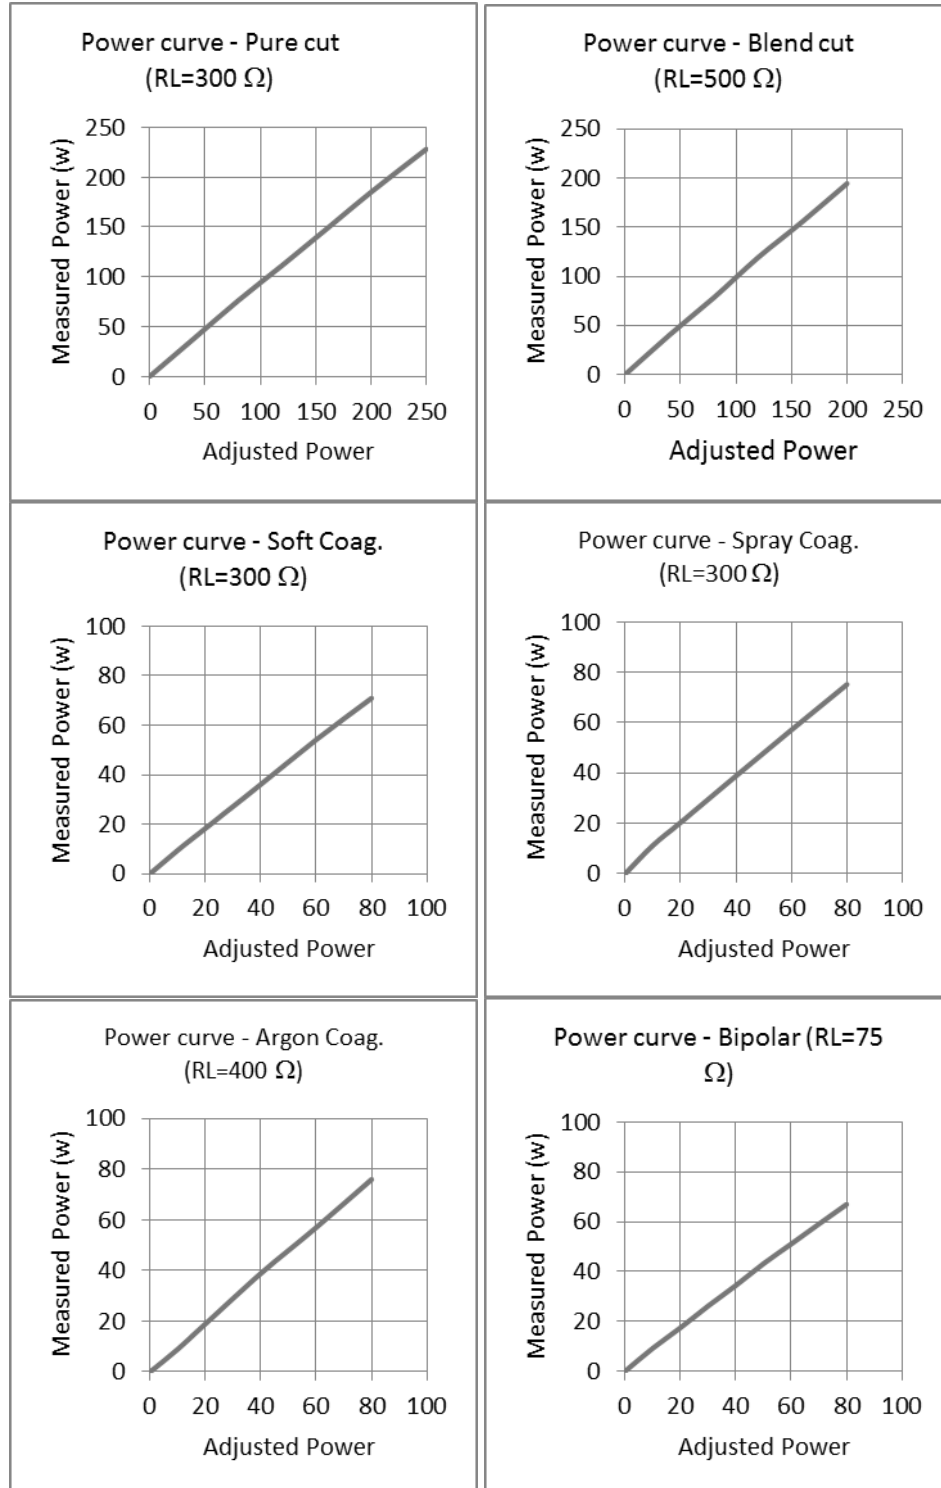 Power curve - Pure cut
(RL=300 Ω)
Measured Power (w)
250
200
150
100
50
0
0 50 100 150 200 250
Adjusted Power
Power curve - Blend cut
(RL=500 Ω)
Measured Power (w)
250
200
150
100
50
0
0 50 100 150 200 250
Adjusted Power
Power curve - Soft Coag.
(RL=300 Ω)
Measured Power (w)
100
80
60
40
20
0
0 20 40 60 80 100
Adjusted Power
Power curve - Spray Coag.
(RL=300 Ω)
Measured Power (w)
100
80
60
40
20
0
0 20 40 60 80 100
Adjusted Power
Power curve - Argon Coag.
(RL=400 Ω)
Measured Power (w)
100
80
60
40
20
0
0 20 40 60 80 100
Adjusted Power
Power curve - Bipolar (RL=75
Ω)
Measured Power (w)
100
80
60
40
20
0
0 20 40 60 80 100
Adjusted Power